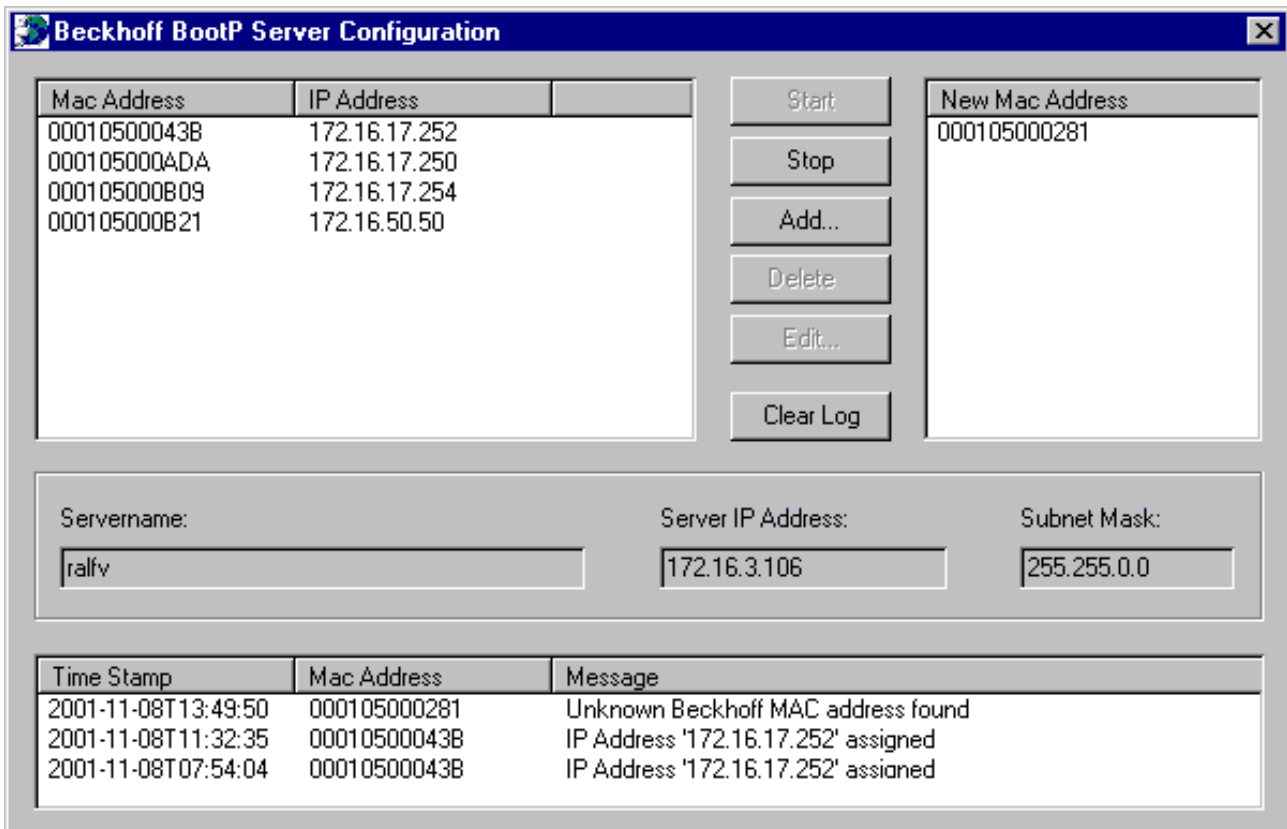 Beckhoff BootP Server Configuration
Mac Address IP Address
00010500043B 172.16.17.252
000105000ADA 172.16.17.250
000105000B09 172.16.17.254
000105000B21 172.16.50.50
Start
Stop
Add...
Delete
Edit...
Clear Log
New Mac Address
000105000281
Servername: Server IP Address: Subnet Mask:
ralfv 172.16.3.106 255.255.0.0
Time Stamp Mac Address Message
2001-11-08T13:49:50 000105000281 Unknown Beckhoff MAC address found
2001-11-08T11:32:35 00010500043B IP Address '172.16.17.252' assigned
2001-11-08T07:54:04 00010500043B IP Address '172.16.17.252' assigned